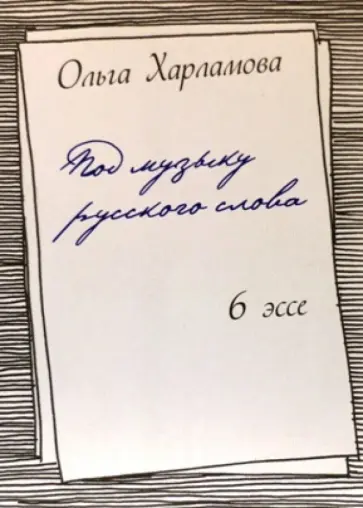 Ольга Харламова
Под музыку
русского слова
6 эссе